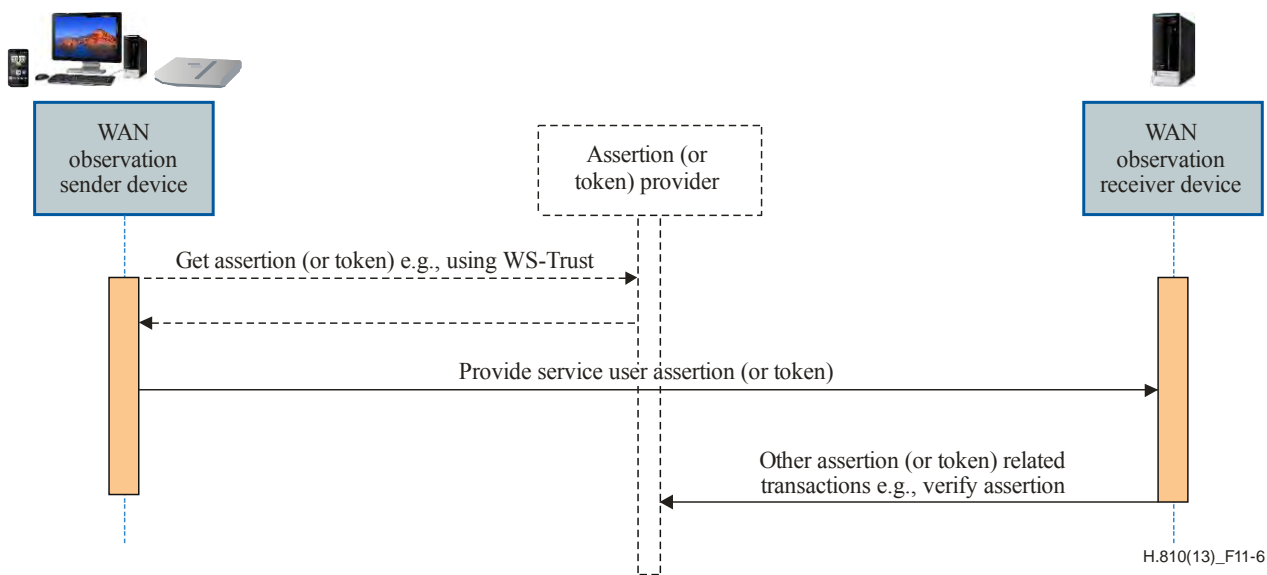 WAN
observation
sender device
Assertion (or
token) provider
WAN
observation
receiver device
Get assertion (or token) e.g., using WS-Trust
Provide service user assertion (or token)
Other assertion (or token) related
transactions e.g., verify assertion
H.810(13)_F11-6